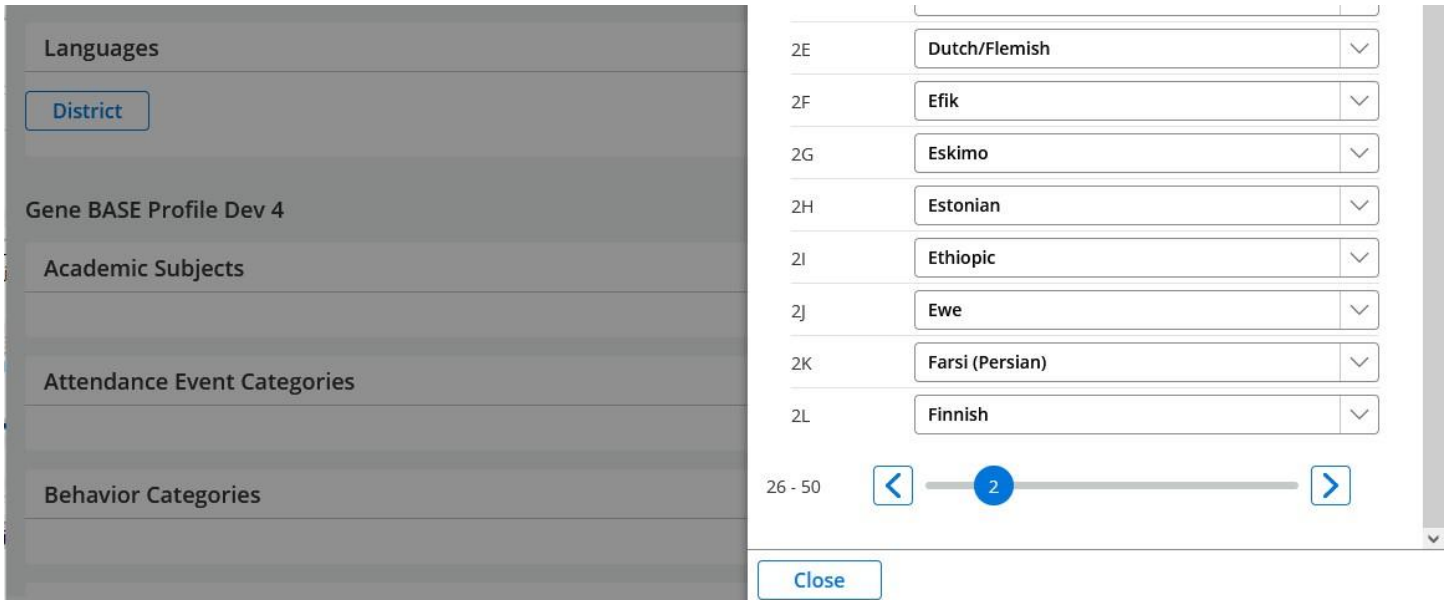 Languages
District
Gene BASE Profile Dev 4
Academic Subjects
Attendance Event Categories
Behavior Categories
2E Dutch/Flemish
2F Efik
2G Eskimo
2H Estonian
2I Ethiopic
2J Ewe
2K Farsi (Persian)
2L Finnish
26 - 50 2
Close